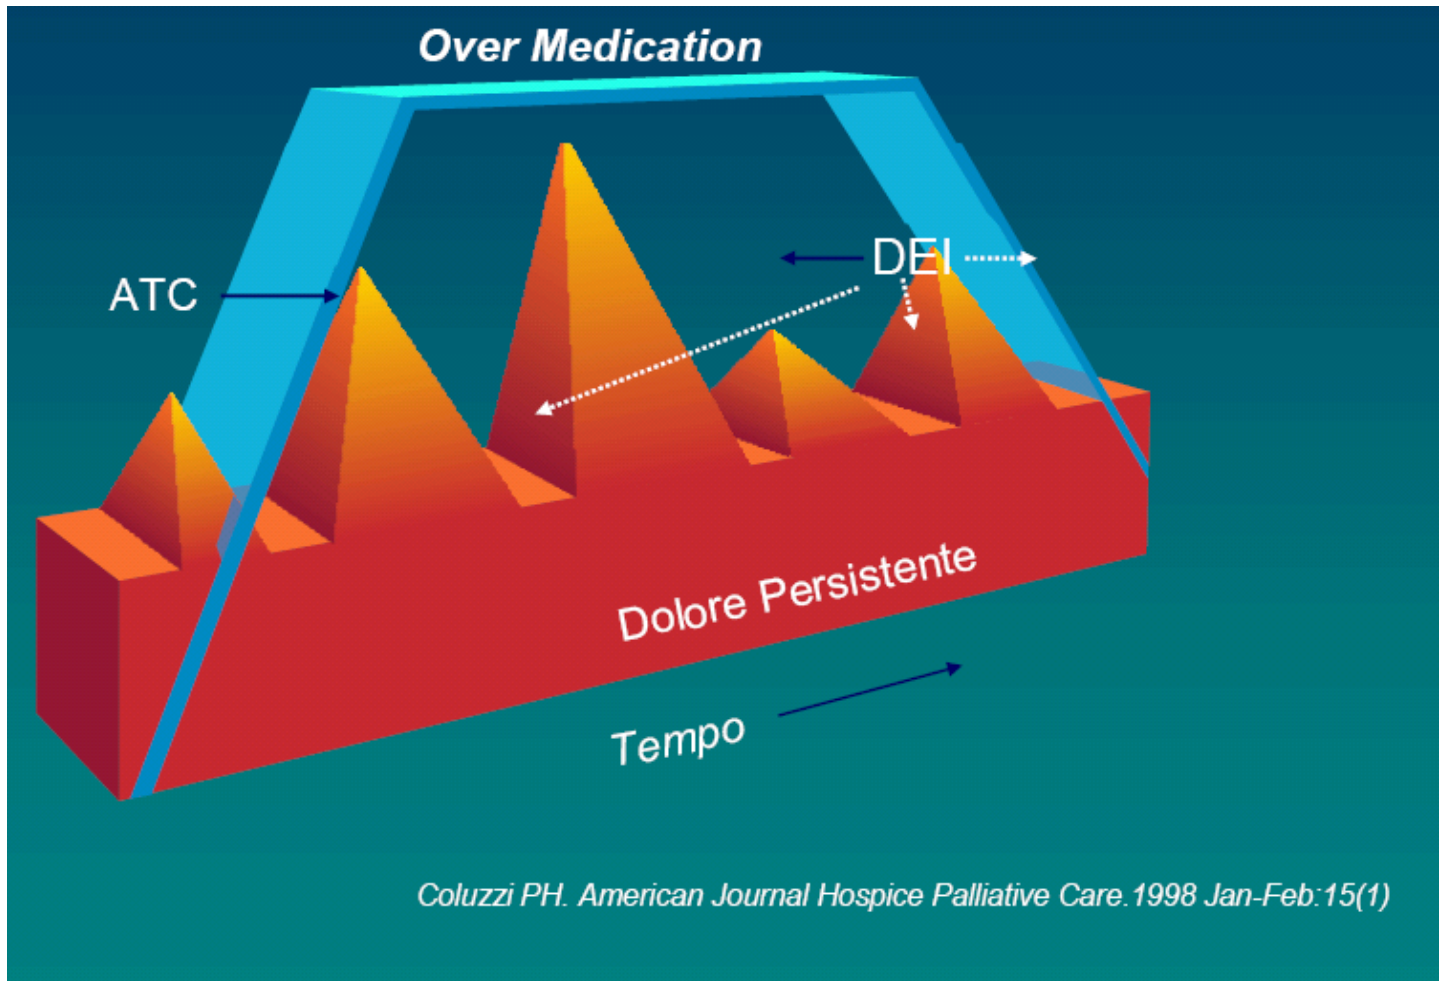 Over Medication
DEI
ATC
Dolore Persistente
Tempo
Coluzzi PH. American Journal Hospice Palliative Care.1998 Jan-Feb:15(1)